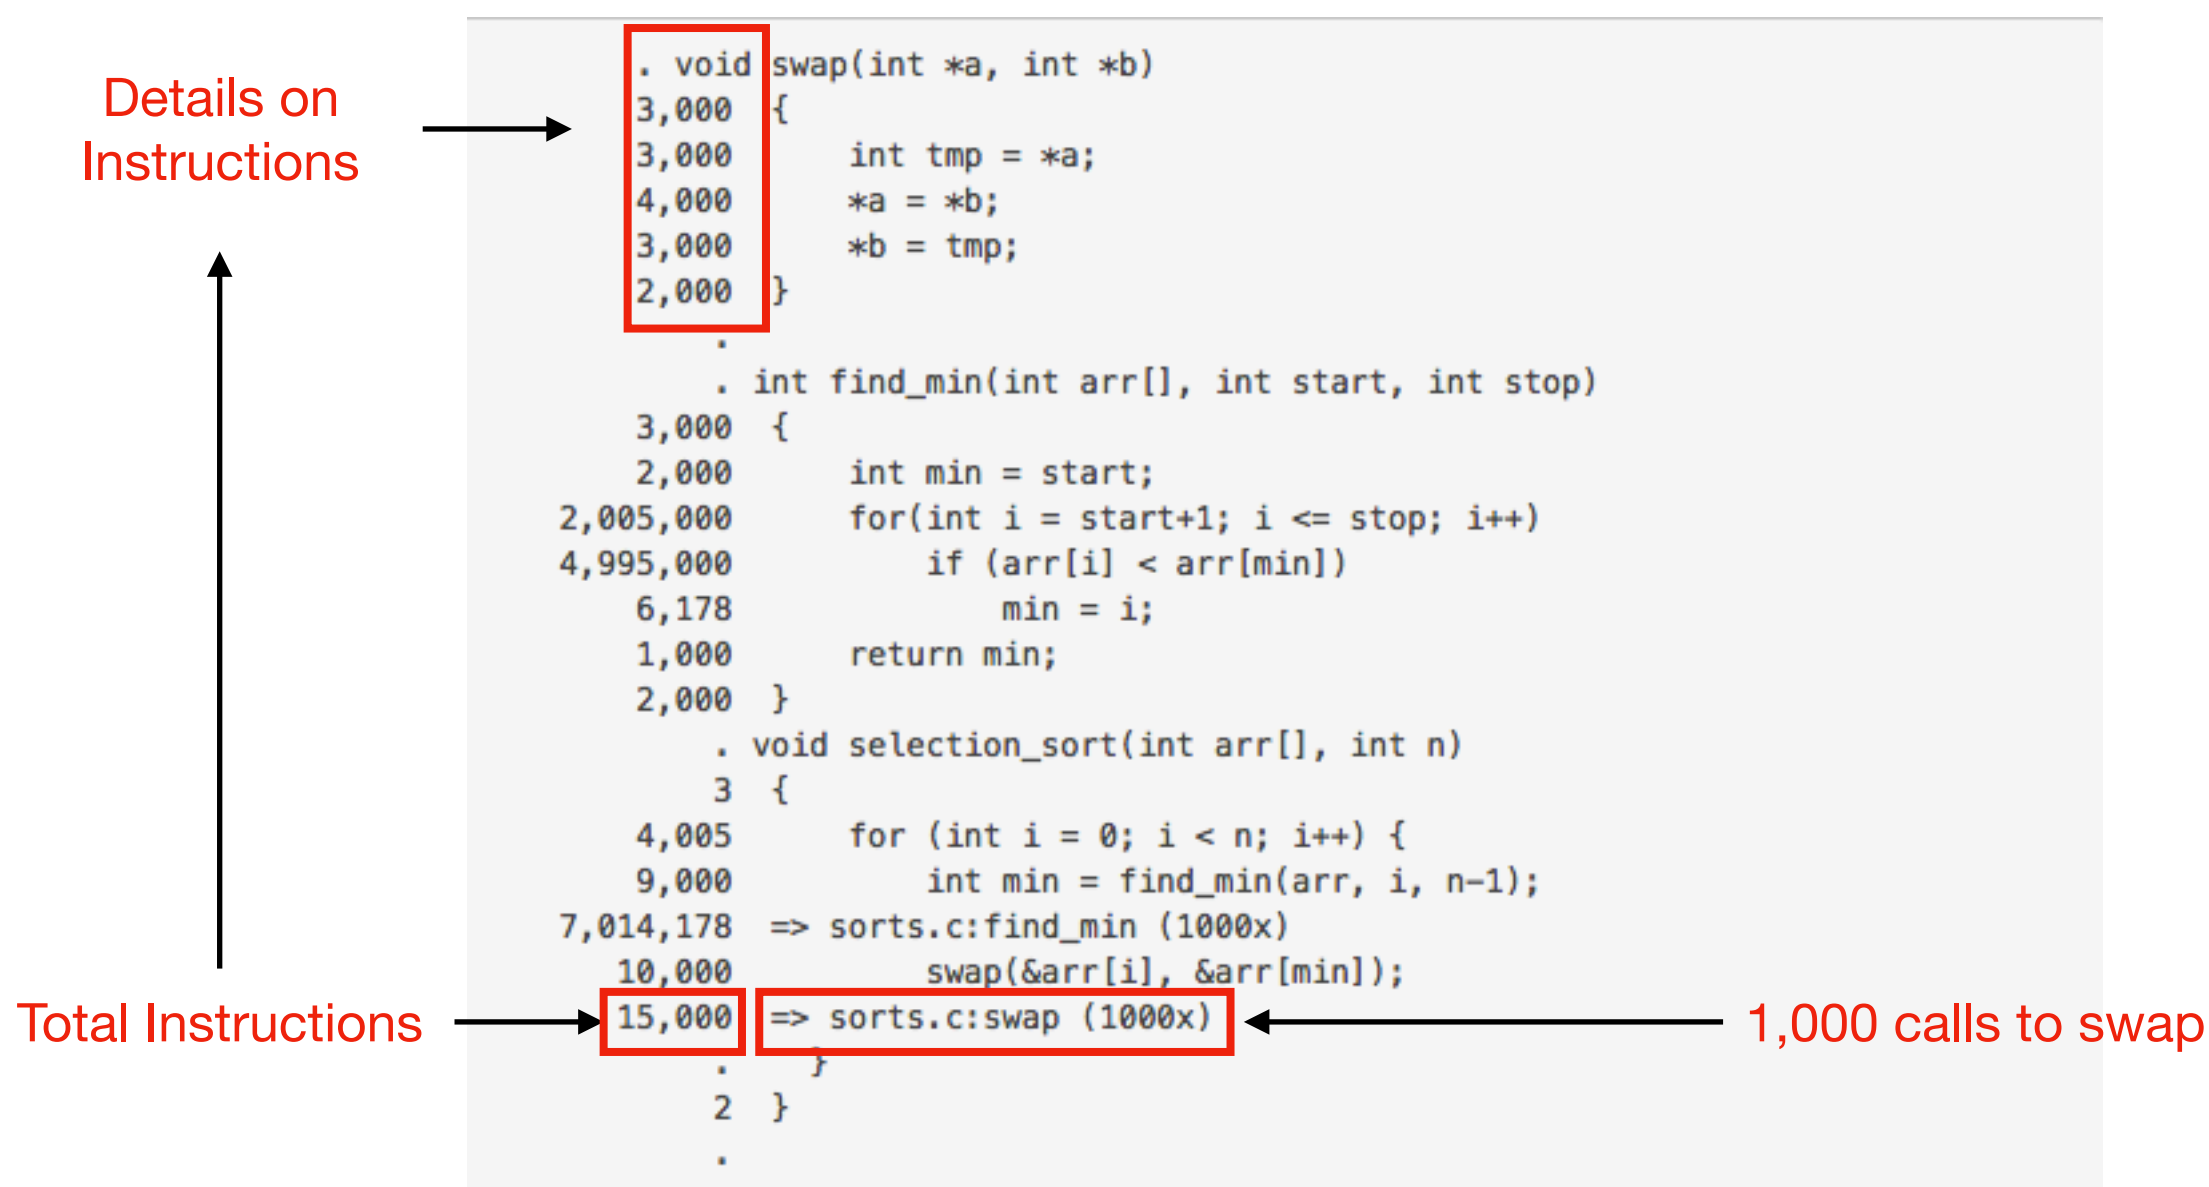 Details on
Instructions
. void swap(int *a, int *b)
3,000 {
3,000 int tmp = *a;
4,000 *a = *b;
3,000 *b = tmp;
2,000 }
.
. int find_min(int arr[], int start, int stop)
3,000 {
2,000 int min = start;
2,005,000 for(int i = start+1; i <= stop; i++)
4,995,000 if (arr[i] < arr[min])
6,178 min = i;
1,000 return min;
2,000 }
. void selection_sort(int arr[], int n)
3 {
4,005 for (int i = 0; i < n; i++) {
9,000 int min = find_min(arr, i, n-1);
7,014,178 => sorts.c:find_min (1000x)
10,000 swap(&arr[i], &arr[min]);
Total Instructions
15,000 => sorts.c:swap (1000x)
1,000 calls to swap
. }
2 }
.